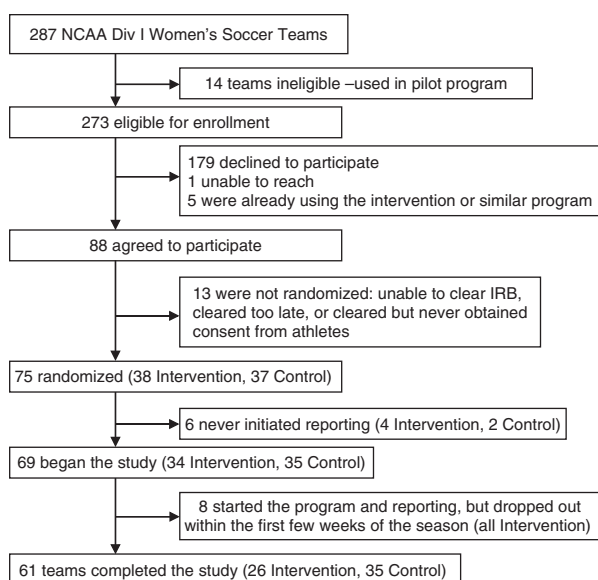 287 NCAA Div I Women's Soccer Teams
14 teams ineligible –used in pilot program
273 eligible for enrollment
179 declined to participate
1 unable to reach
5 were already using the intervention or similar program
88 agreed to participate
13 were not randomized: unable to clear IRB,
cleared too late, or cleared but never obtained
consent from athletes
75 randomized (38 Intervention, 37 Control)
6 never initiated reporting (4 Intervention, 2 Control)
69 began the study (34 Intervention, 35 Control)
8 started the program and reporting, but dropped out
within the first few weeks of the season (all Intervention)
61 teams completed the study (26 Intervention, 35 Control)